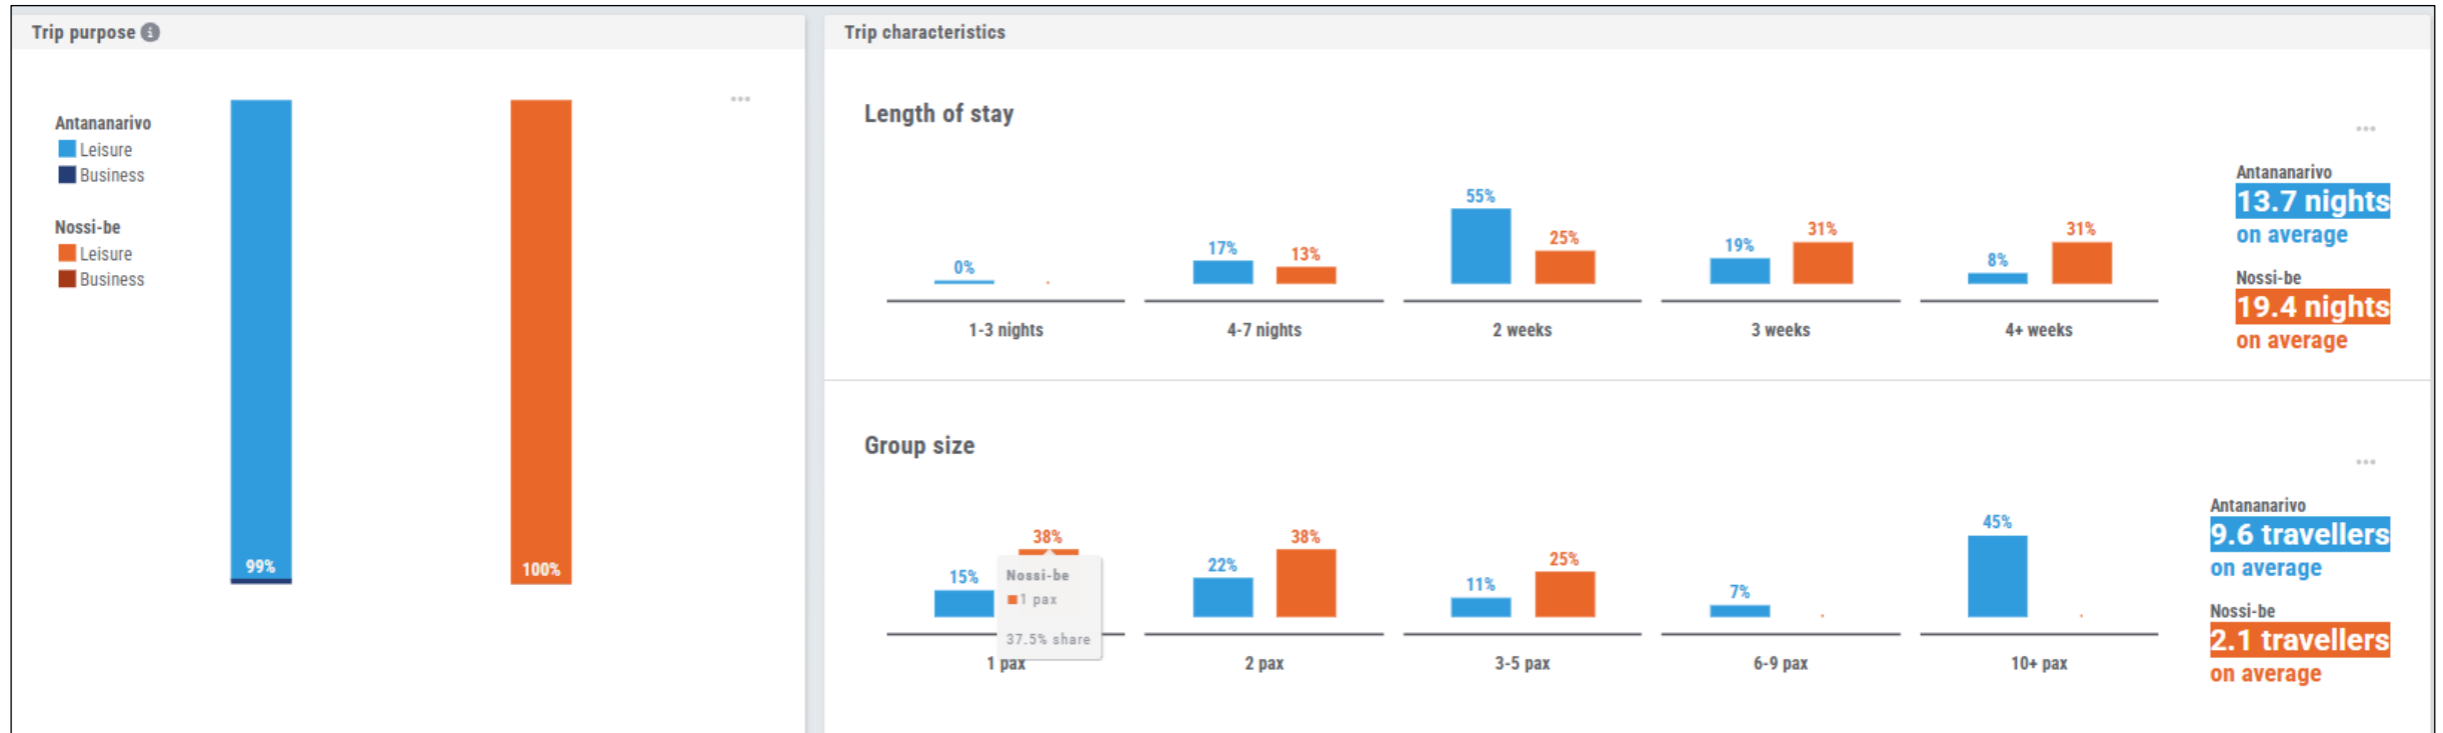 Trip purpose
Antananarivo
Leisure
Business
Nossi-be
Leisure
Business
99%
100%
Trip characteristics
Length of stay
0%
17%
13%
55%
25%
19%
31%
8%
31%
1-3 nights
4-7 nights
2 weeks
3 weeks
4+ weeks
Antananarivo
13.7 nights
on average
Nossi-be
19.4 nights
on average
Group size
15%
38%
22%
38%
11%
25%
7%
45%
Nossi-be
1 pax
37.5% share
1 pax
2 pax
3-5 pax
6-9 pax
10+ pax
Antananarivo
9.6 travellers
on average
Nossi-be
2.1 travellers
on average